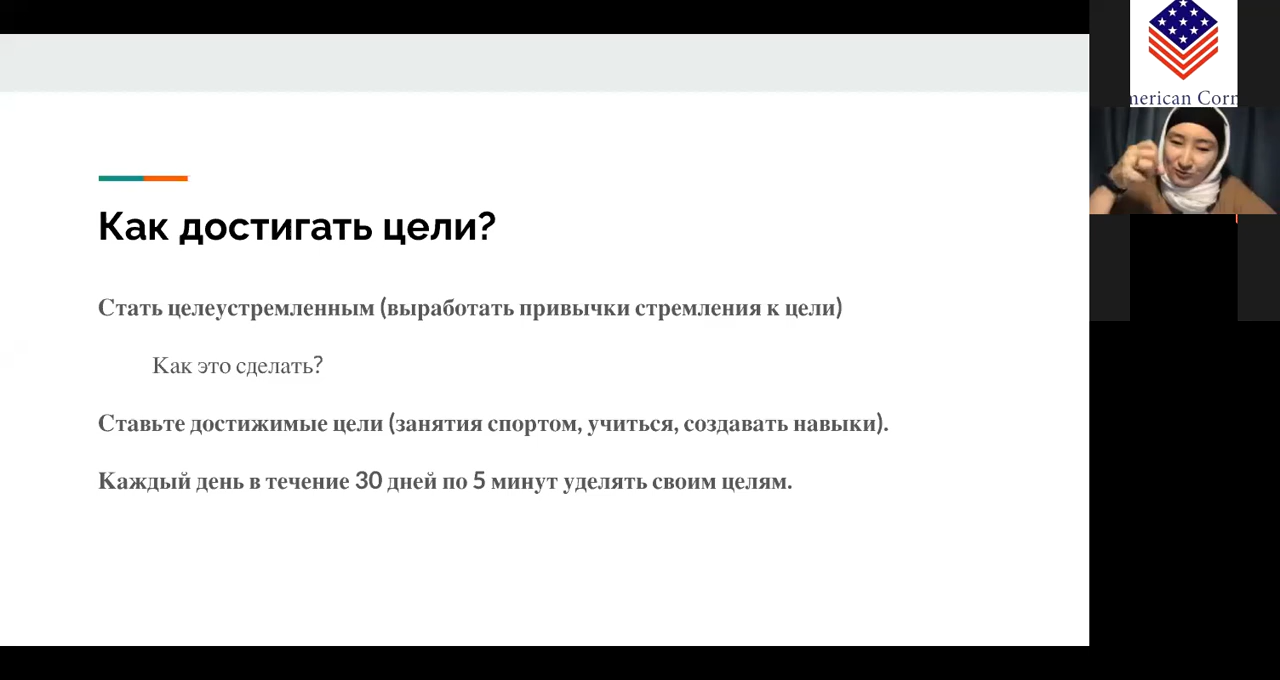 Как достигать цели?
Стать целеустремленным (выработать привычки стремления к цели)
Как это сделать?
Ставьте достижимые цели (занятия спортом, учиться, создавать навыки).
Каждый день в течение 30 дней по 5 минут уделять своим целям.
merican Corn